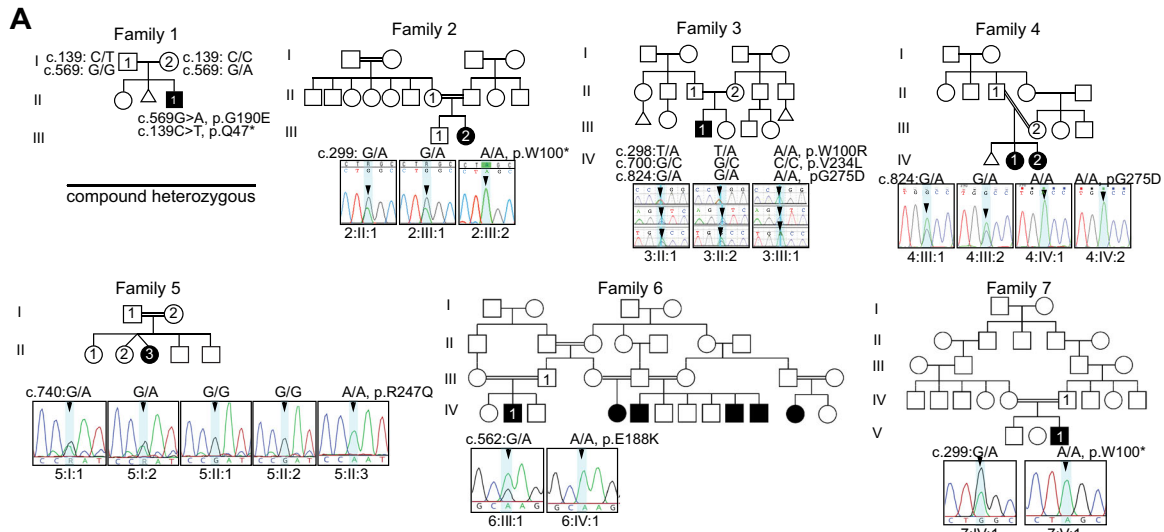 A
Family 1
I
c.139: C/T
c.569: G/G
1
2
c.139: C/C
c.569: G/A
II
1
c.569G>A, p.G190E
c.139C>T, p.Q47*
III
compound heterozygous
Family 2
I
II
1
III
1
2
c.299: G/A
G/A
A/A, p.W100*
2:II:1
2:III:1
2:III:2
Family 3
I
II
1
2
III
1
IV
c.298:T/A
T/A
A/A, p.W100R
c.700:G/C
G/C
C/C, p.V234L
c.824:G/A
G/A
A/A, pG275D
3:II:1
3:II:2
3:III:1
Family 4
I
II
1
III
2
IV
1
2
c.824:G/A
G/A
A/A
A/A, pG275D
4:III:1
4:III:2
4:IV:1
4:IV:2
Family 5
I
1
2
II
1
2
3
c.740:G/A
G/A
G/G
G/G
A/A, p.R247Q
C C R A T
C C R A T
C C G A T
C C G A T
C C A A T
5:I:1
5:I:2
5:II:1
5:II:2
5:II:3
Family 6
I
II
III
1
IV
1
c.562:G/A
A/A, p.E188K
G C A A G
G C A A G
6:III:1
6:IV:1
Family 7
I
II
III
IV
1
V
1
c.299:G/A
A/A, p.W100*
C T G G C
C T A G C